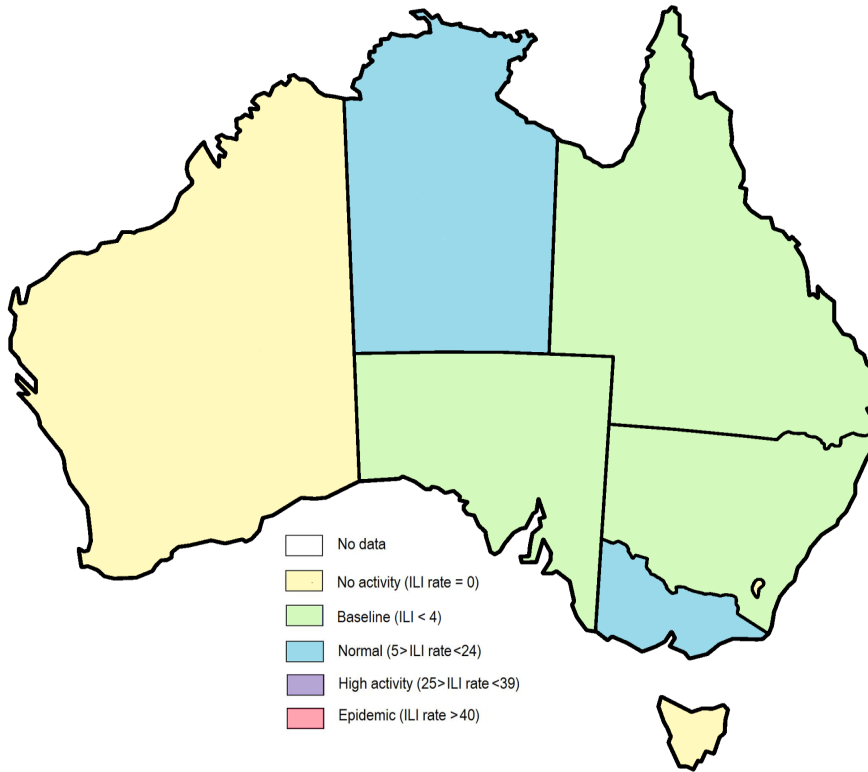 No data
No activity (ILI rate = 0)
Baseline (ILI < 4)
Normal (5>ILI rate<24)
High activity (25>ILI rate<39)
Epidemic (ILI rate >40)